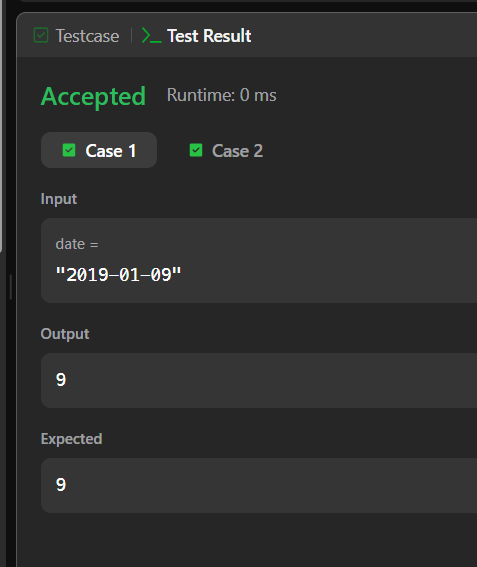 Testcase | >_ Test Result
Accepted Runtime: 0 ms
Case 1 Case 2
Input
date =
"2019-01-09"
Output
9
Expected
9